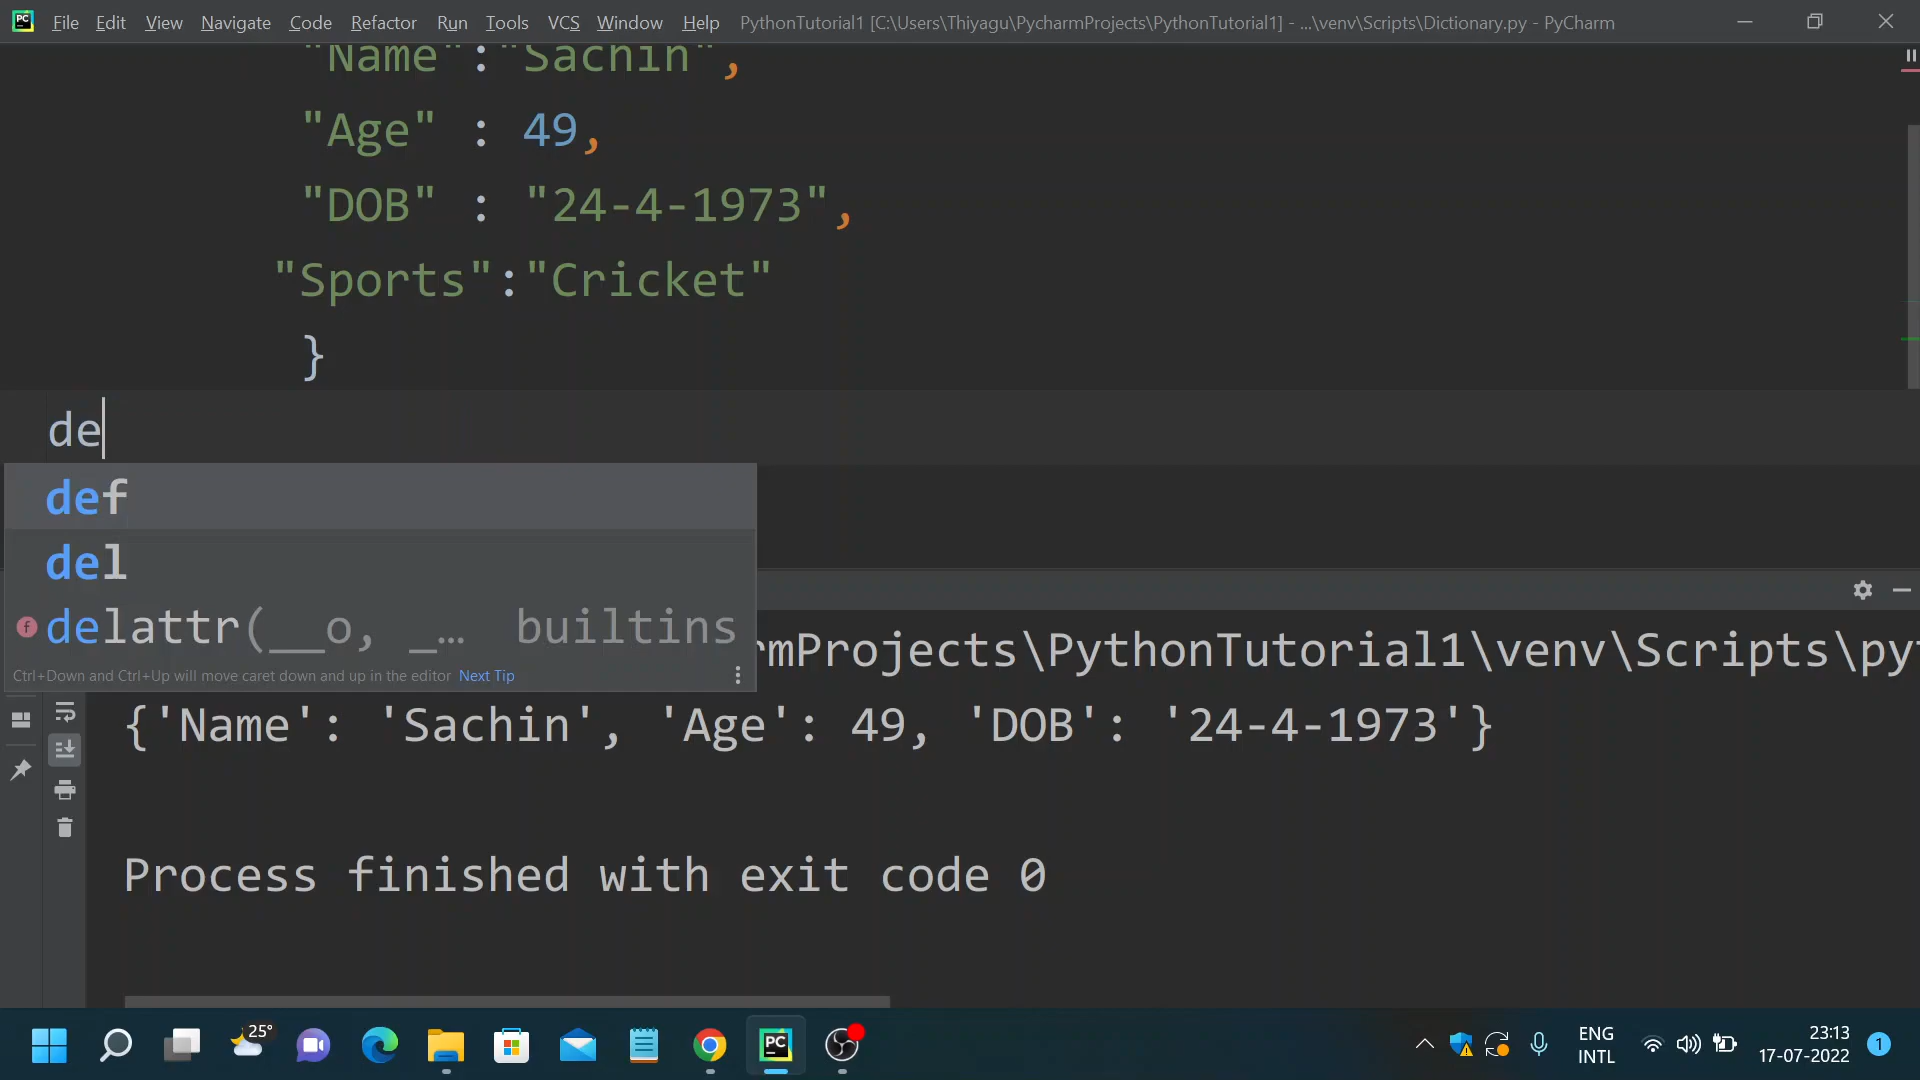 File Edit View Navigate Code Refactor Run Tools VCS Window Help PythonTutorial1 [C:\Users\Thiyagu\PycharmProjects\PythonTutorial1] - ...\venv\Scripts\Dictionary.py - PyCharm
"Name":"Sachin",
"Age" : 49,
"DOB" : "24-4-1973",
"Sports":"Cricket"
}
de
def
del
f delattr(__o, _… builtins
Ctrl+Down and Ctrl+Up will move caret down and up in the editor Next Tip
rmProjects\PythonTutorial1\venv\Scripts\pyt
{'Name': 'Sachin', 'Age': 49, 'DOB': '24-4-1973'}
Process finished with exit code 0
25°
PC
ENG
INTL
23:13
17-07-2022
1